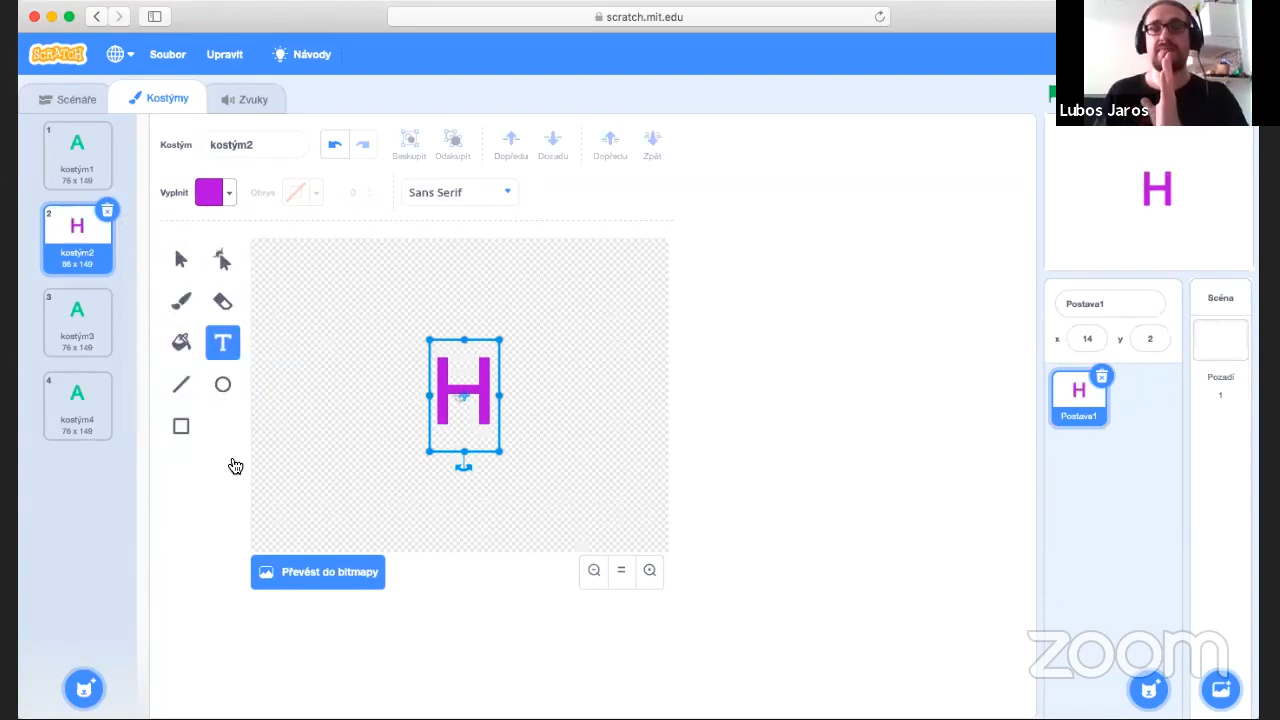 scratch.mit.edu
SCRATCH
Soubor
Upravit
Návody
Lubos Jaros
Scénáře
Kostýmy
Zvuky
Kostým
kostým2
Seskupit
Odskupit
Dopředu
Dozadu
Dopředu
Zpět
Vyplnit
Obrys
0
Sans Serif
1
A
kostým1
76 x 149
2
H
kostým2
86 x 149
3
A
kostým3
76 x 149
4
A
kostým4
76 x 149
T
H
Převést do bitmapy
=
H
Postava1
x
14
y
2
H
Postava1
Scéna
Pozadí
1
zoom